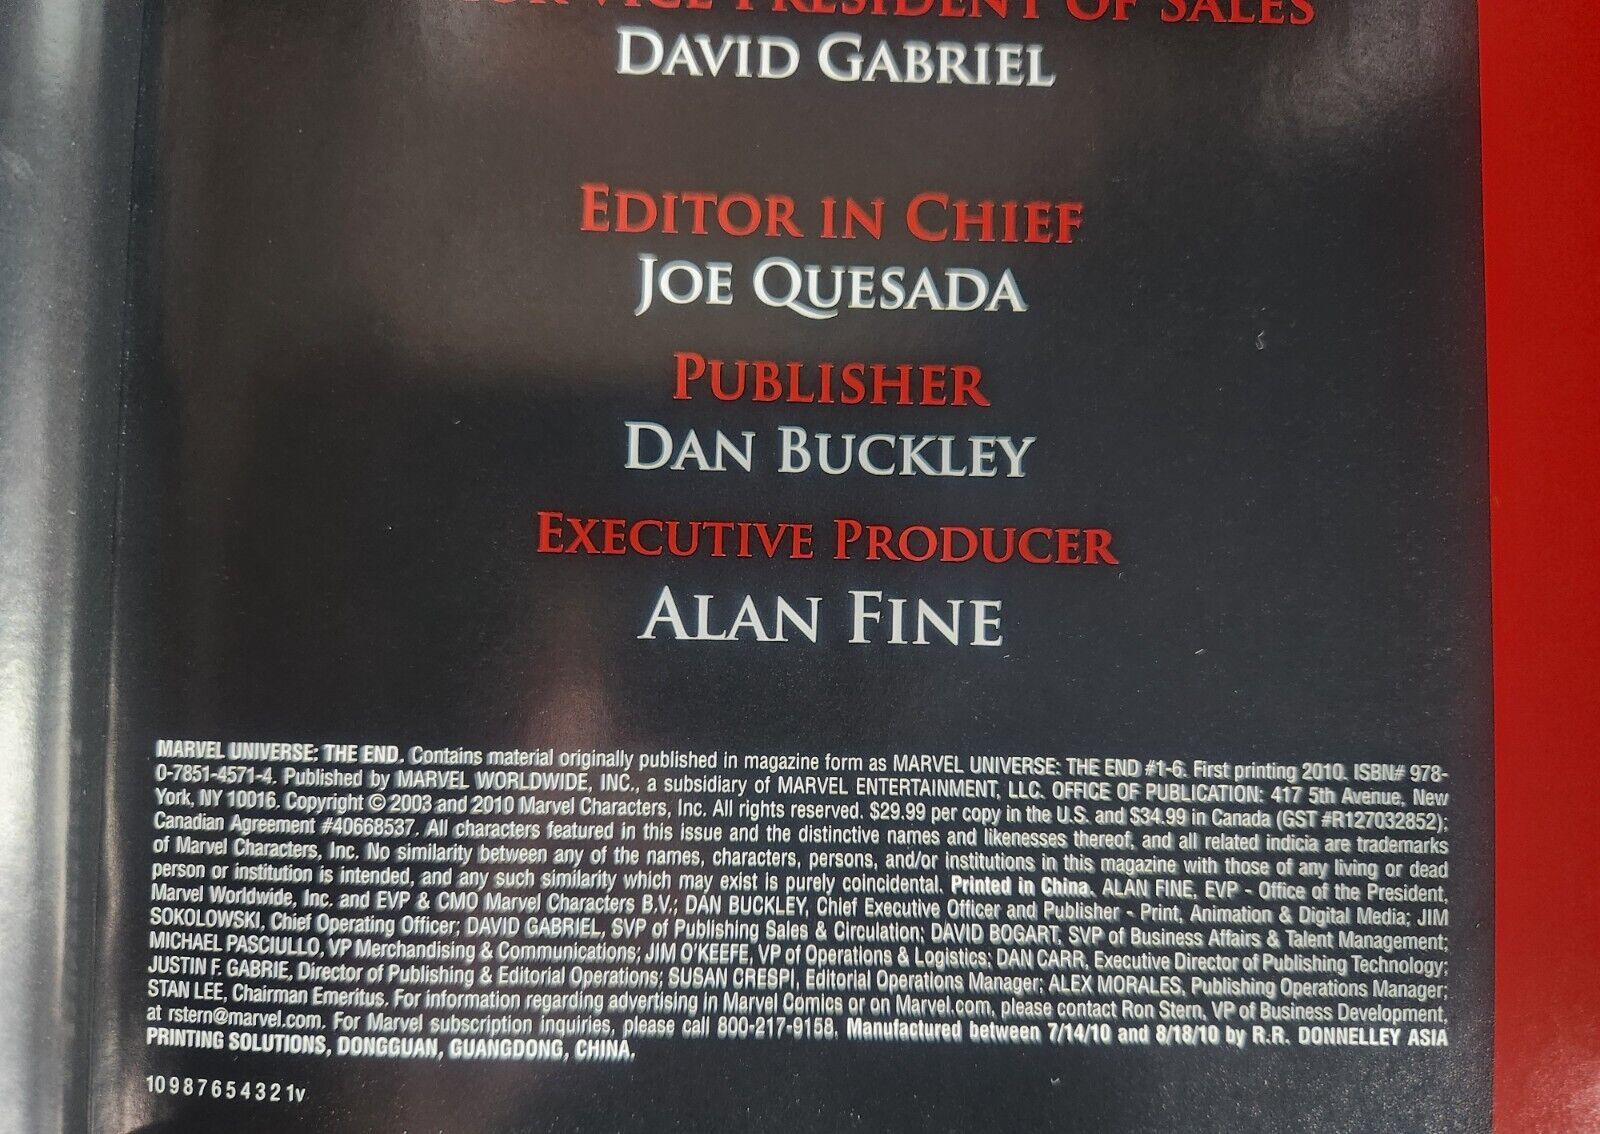 VICE PRESIDENT OF SALES
DAVID GABRIEL
EDITOR IN CHIEF
JOE QUESADA
PUBLISHER
DAN BUCKLEY
EXECUTIVE PRODUCER
ALAN FINE
MARVEL UNIVERSE: THE END. Contains material originally published in magazine form as MARVEL UNIVERSE: THE END #1-6. First printing 2010. ISBN# 978-
0-7851-4571-4. Published by MARVEL WORLDWIDE, INC., a subsidiary of MARVEL ENTERTAINMENT, LLC. OFFICE OF PUBLICATION: 417 5th Avenue, New
York, NY 10016. Copyright © 2003 and 2010 Marvel Characters, Inc. All rights reserved. $29.99 per copy in the U.S. and $34.99 in Canada (GST #R127032852);
Canadian Agreement #40668537. All characters featured in this issue and the distinctive names and likenesses thereof, and all related indicia are trademarks
of Marvel Characters, Inc. No similarity between any of the names, characters, persons, and/or institutions in this magazine with those of any living or dead
person or institution is intended, and any such similarity which may exist is purely coincidental. Printed in China. ALAN FINE, EVP - Office of the President,
Marvel Worldwide, Inc. and EVP & CMO Marvel Characters B.V.; DAN BUCKLEY, Chief Executive Officer and Publisher - Print, Animation & Digital Media; JIM
SOKOLOWSKI, Chief Operating Officer; DAVID GABRIEL, SVP of Publishing Sales & Circulation; DAVID BOGART, SVP of Business Affairs & Talent Management;
MICHAEL PASCIULLO, VP Merchandising & Communications; JIM O'KEEFE, VP of Operations & Logistics; DAN CARR, Executive Director of Publishing Technology;
JUSTIN F. GABRIE, Director of Publishing & Editorial Operations; SUSAN CRESPI, Editorial Operations Manager; ALEX MORALES, Publishing Operations Manager;
STAN LEE, Chairman Emeritus. For information regarding advertising in Marvel Comics or on Marvel.com, please contact Ron Stern, VP of Business Development,
at rstern@marvel.com. For Marvel subscription inquiries, please call 800-217-9158. Manufactured between 7/14/10 and 8/18/10 by R.R. DONNELLEY ASIA
PRINTING SOLUTIONS, DONGGUAN, GUANGDONG, CHINA.
10 9 8 7 6 5 4 3 2 1v